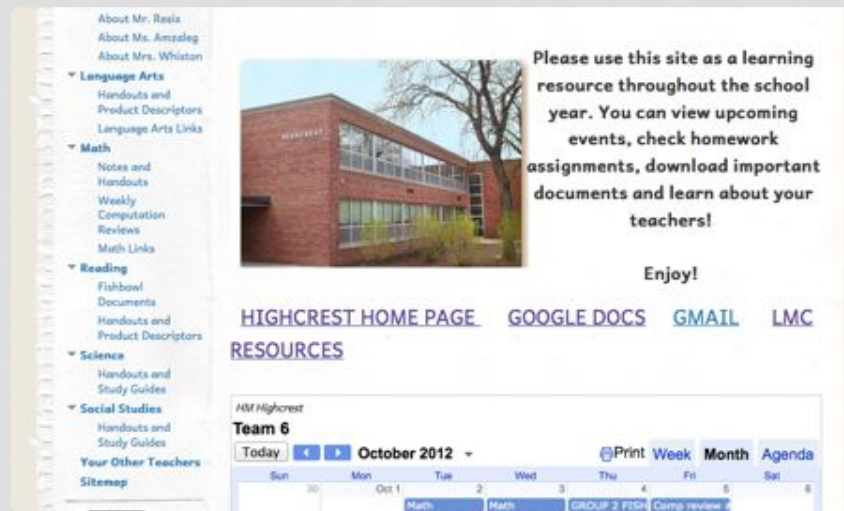 About Mr. Resis
About Ms. Amzaleg
About Mrs. Whiston
Language Arts
Handouts and
Product Descriptors
Language Arts Links
Math
Notes and
Handouts
Weekly
Computation
Reviews
Math Links
Reading
Fishbowl
Documents
Handouts and
Product Descriptors
Science
Handouts and
Study Guides
Social Studies
Handouts and
Study Guides
Your Other Teachers
Sitemap
Please use this site as a learning
resource throughout the school
year. You can view upcoming
events, check homework
assignments, download important
documents and learn about your
teachers!
Enjoy!
HIGHCREST HOME PAGE GOOGLE DOCS GMAIL LMC
RESOURCES
HM Highcrest
Team 6
Today October 2012 Print Week Month Agenda
Sun Mon Tue Wed Thu Fri Sat
30 Oct 1 2 3 4 5 6
Math Math GROUP 2 FISH Comp review